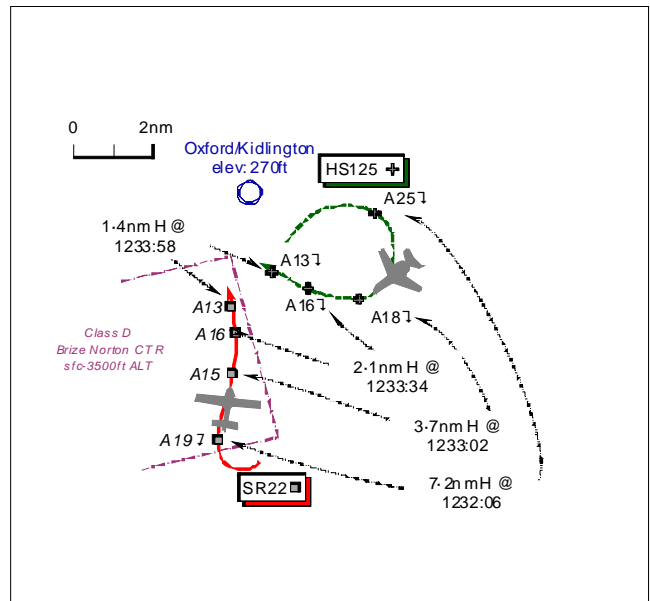 0 2nm
Oxford/Kidlington
elev: 270ft
HS125
A25↴
1·4nm H @
1233:58
A13↴
A13
A16↴
A18↴
A16
Class D
Brize Norton CTR
sfc-3500ft ALT
A15
2·1nm H @
1233:34
3·7nm H @
1233:02
A19↴
7·2nm H @
1232:06
SR22